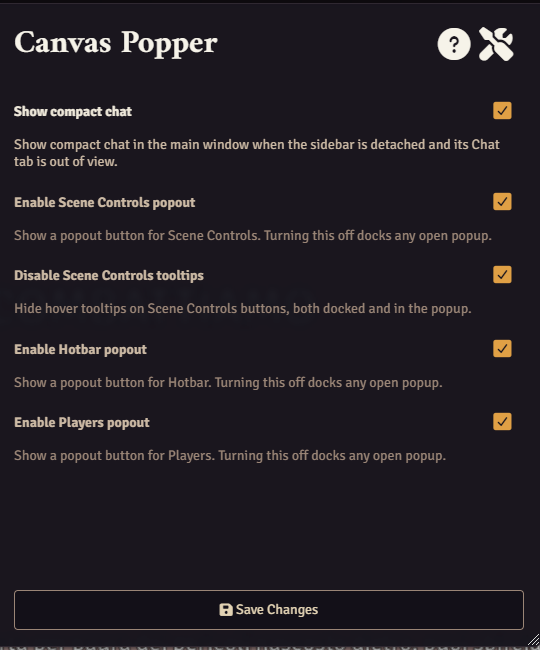 Canvas Popper
Show compact chat
Show compact chat in the main window when the sidebar is detached and its Chat
tab is out of view.
Enable Scene Controls popout
Show a popout button for Scene Controls. Turning this off docks any open popup.
Disable Scene Controls tooltips
Hide hover tooltips on Scene Controls buttons, both docked and in the popup.
Enable Hotbar popout
Show a popout button for Hotbar. Turning this off docks any open popup.
Enable Players popout
Show a popout button for Players. Turning this off docks any open popup.
Save Changes